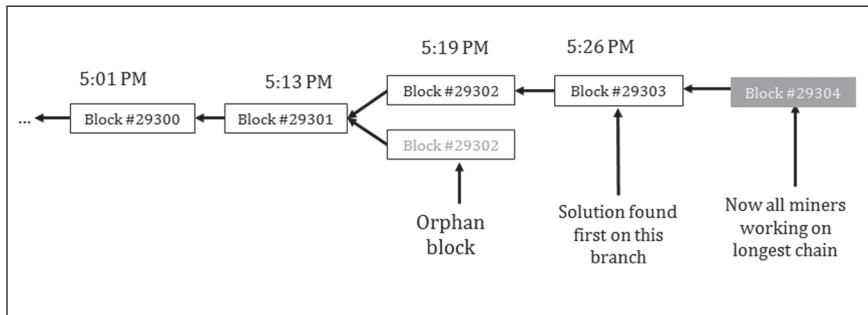 5:19 PM
5:26 PM
5:01 PM
5:13 PM
Block #29302
Block #29303
Block #29304
...
Block #29300
Block #29301
Block #29302
Orphan
block
Solution found
first on this
branch
Now all miners
working on
longest chain